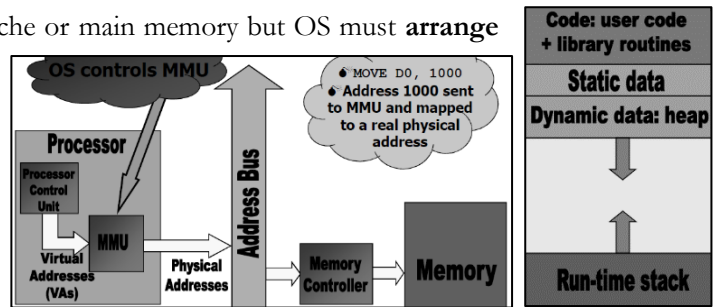 che or main memory but OS must arrange
OS controls MMU
MOVE D0, 1000
Address 1000 sent
to MMU and mapped
to a real physical
address
Processor
Processor
Control
Unit
MMU
Virtual
Addresses
(VAs)
Physical
Addresses
Address Bus
Memory
Controller
Memory
Code: user code
+ library routines
Static data
Dynamic data: heap
Run-time stack